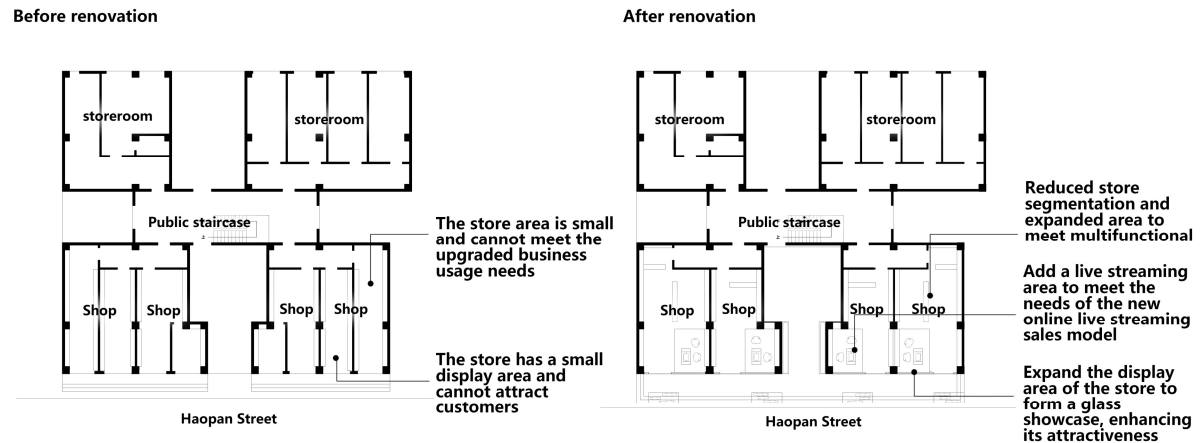 Before renovation
After renovation
storeroom
storeroom
Public staircase
Shop
Shop
Shop
Shop
Haopan Street
The store area is small
and cannot meet the
upgraded business
usage needs
The store has a small
display area and
cannot attract
customers
storeroom
storeroom
Public staircase
Shop
Shop
Shop
Shop
Haopan Street
Reduced store
segmentation and
expanded area to
meet multifunctional
Add a live streaming
area to meet the
needs of the new
online live streaming
sales model
Expand the display
area of the store to
form a glass
showcase, enhancing
its attractiveness